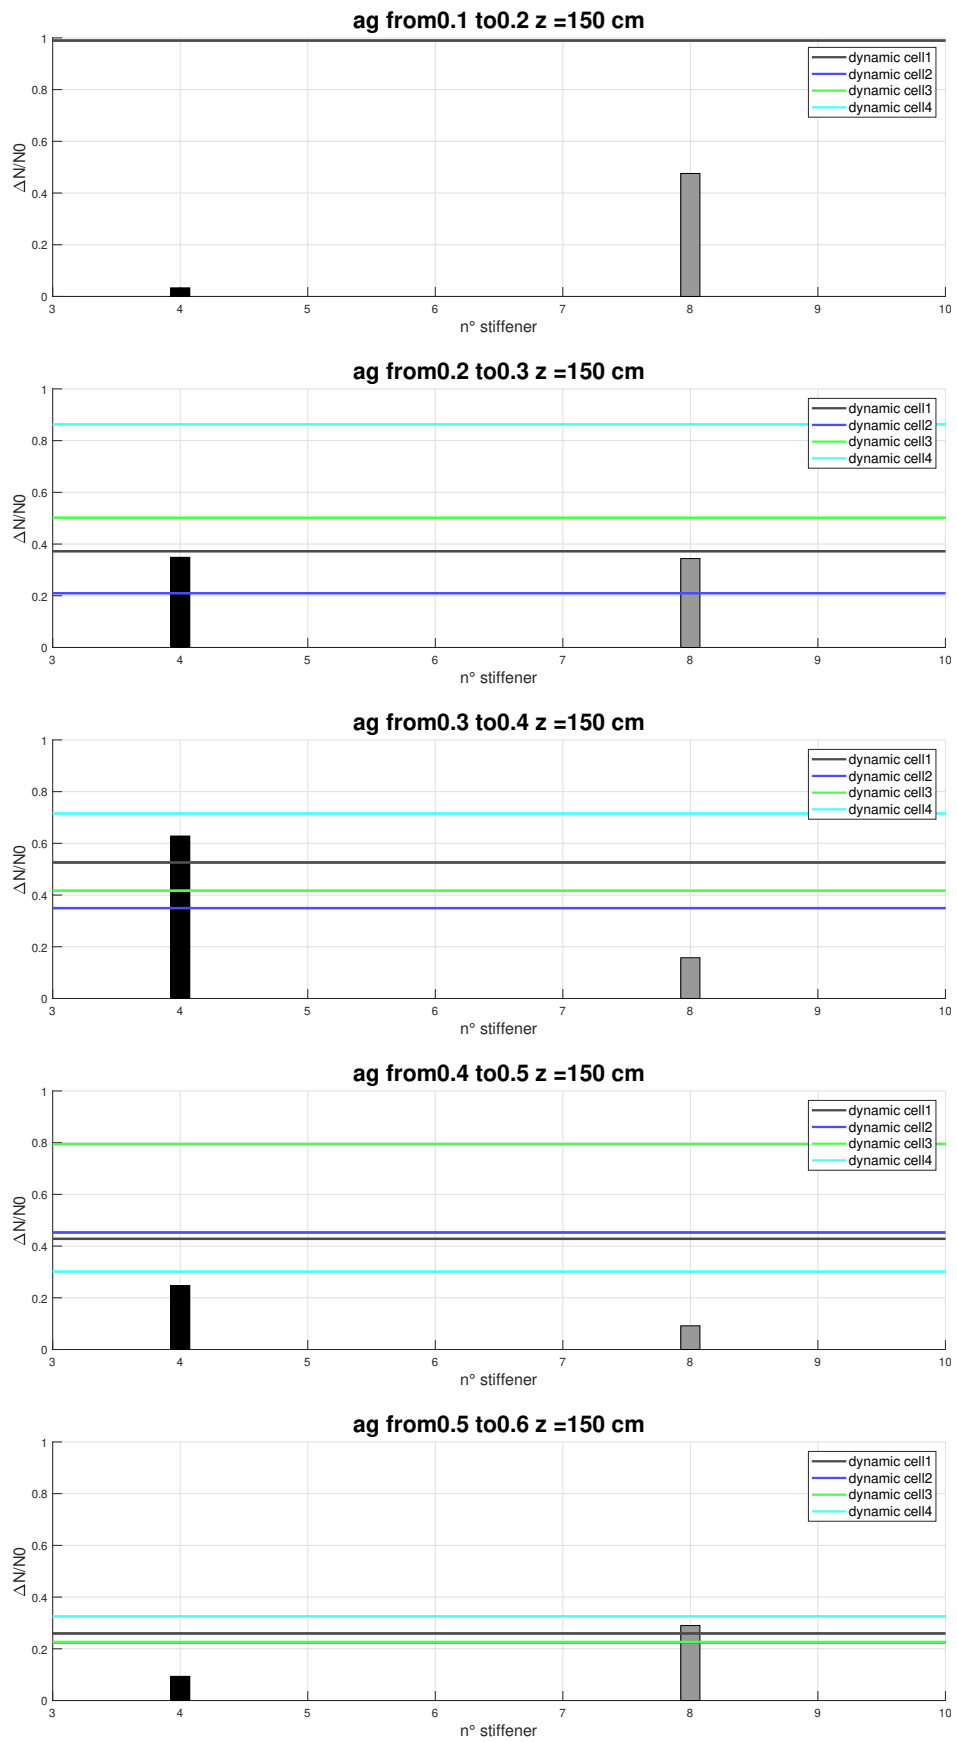 ag from0.1 to0.2 z =150 cm
ΔN/N0
1
0.8
0.6
0.4
0.2
0
dynamic cell1
dynamic cell2
dynamic cell3
dynamic cell4
3 4 5 6 7 8 9 10
n° stiffener
ag from0.2 to0.3 z =150 cm
ΔN/N0
1
0.8
0.6
0.4
0.2
0
dynamic cell1
dynamic cell2
dynamic cell3
dynamic cell4
3 4 5 6 7 8 9 10
n° stiffener
ag from0.3 to0.4 z =150 cm
ΔN/N0
1
0.8
0.6
0.4
0.2
0
dynamic cell1
dynamic cell2
dynamic cell3
dynamic cell4
3 4 5 6 7 8 9 10
n° stiffener
ag from0.4 to0.5 z =150 cm
ΔN/N0
1
0.8
0.6
0.4
0.2
0
dynamic cell1
dynamic cell2
dynamic cell3
dynamic cell4
3 4 5 6 7 8 9 10
n° stiffener
ag from0.5 to0.6 z =150 cm
ΔN/N0
1
0.8
0.6
0.4
0.2
0
dynamic cell1
dynamic cell2
dynamic cell3
dynamic cell4
3 4 5 6 7 8 9 10
n° stiffener